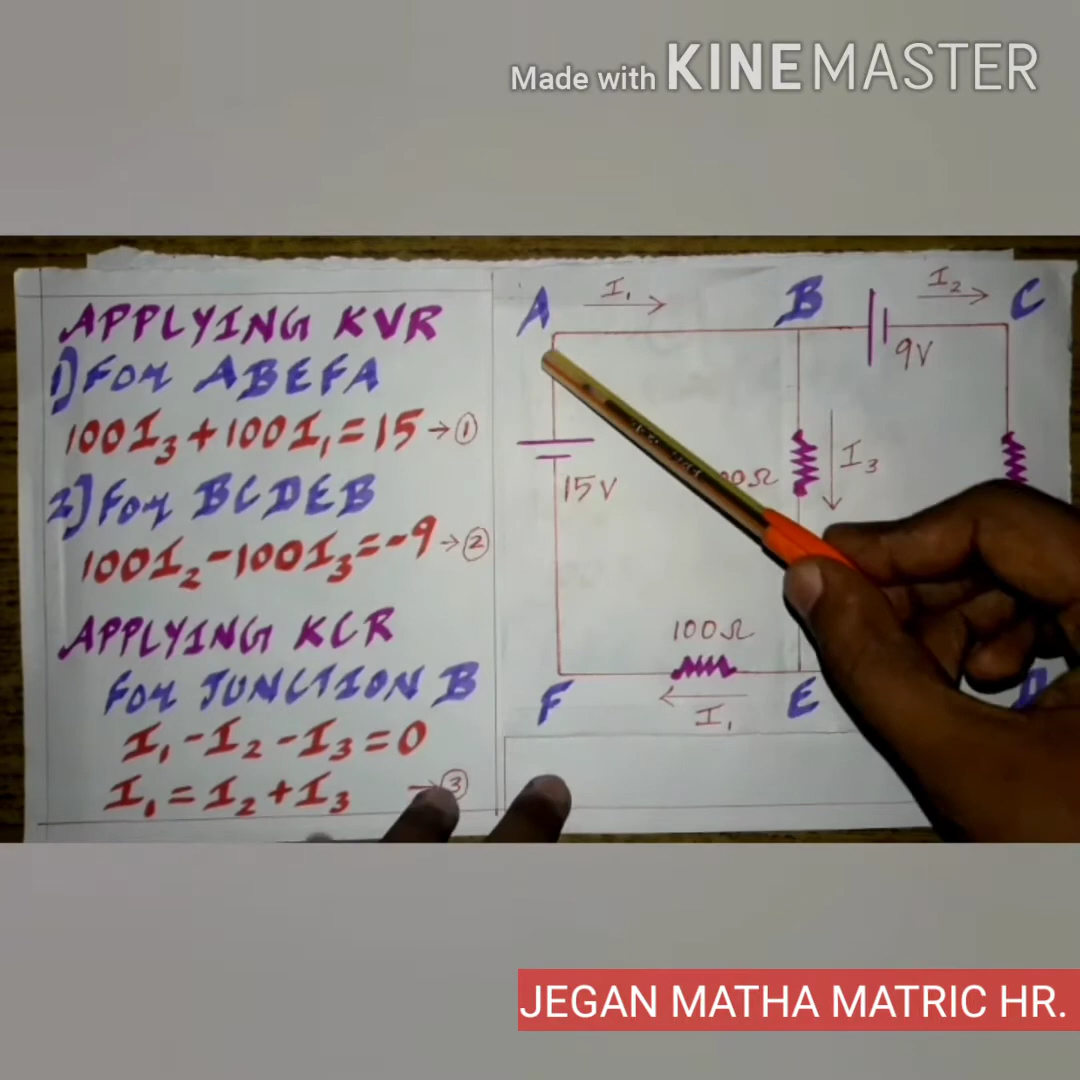 Made with KINEMASTER
APPLYING KVR
1) FOR ABEFA
100I₃ + 100I₁ = 15 → ①
2) FOR BCDEB
100I₂ - 100I₃ = -9 → ②
APPLYING KCR
FOR JUNCTION B
I₁ - I₂ - I₃ = 0
I₁ = I₂ + I₃ → ③
A I₁ B I₂ C
9V
I₃
15V
100Ω
F I₁ E
JEGAN MATHA MATRIC HR.